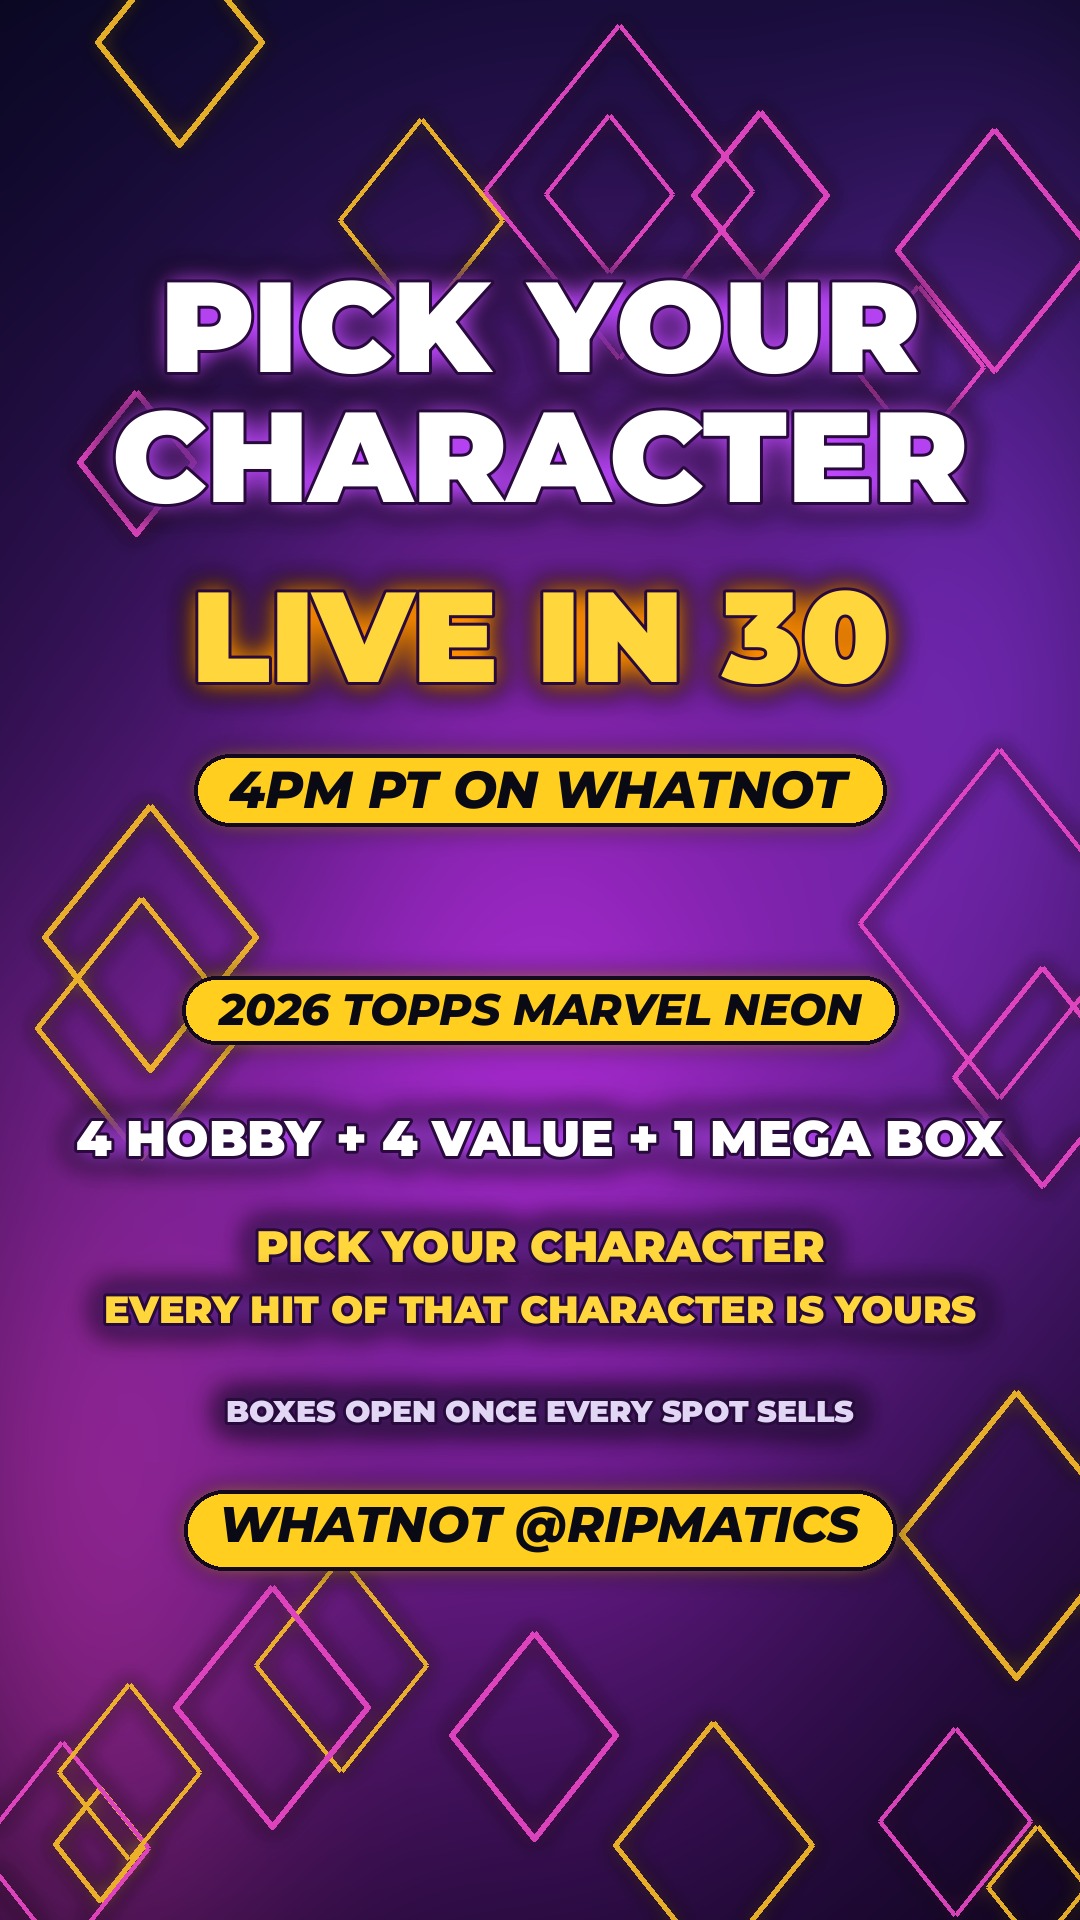 PICK YOUR
CHARACTER
LIVE IN 30
4PM PT ON WHATNOT
2026 TOPPS MARVEL NEON
4 HOBBY + 4 VALUE + 1 MEGA BOX
PICK YOUR CHARACTER
EVERY HIT OF THAT CHARACTER IS YOURS
BOXES OPEN ONCE EVERY SPOT SELLS
WHATNOT @RIPMATICS